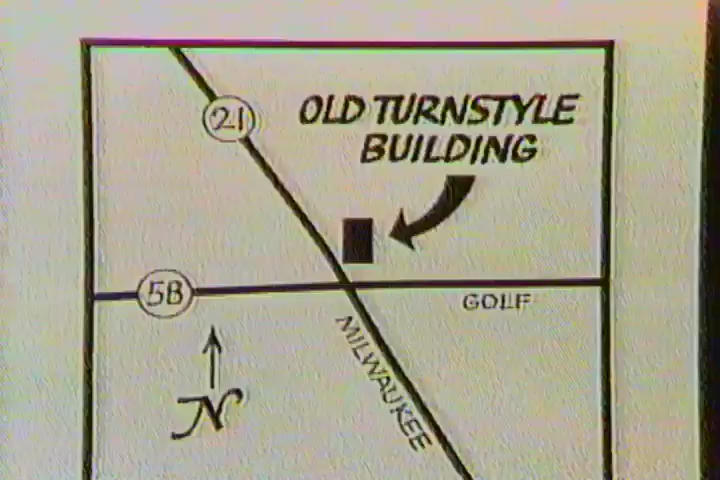 21
OLD TURNSTYLE
BUILDING
58
GOLF
MILWAUKEE
N